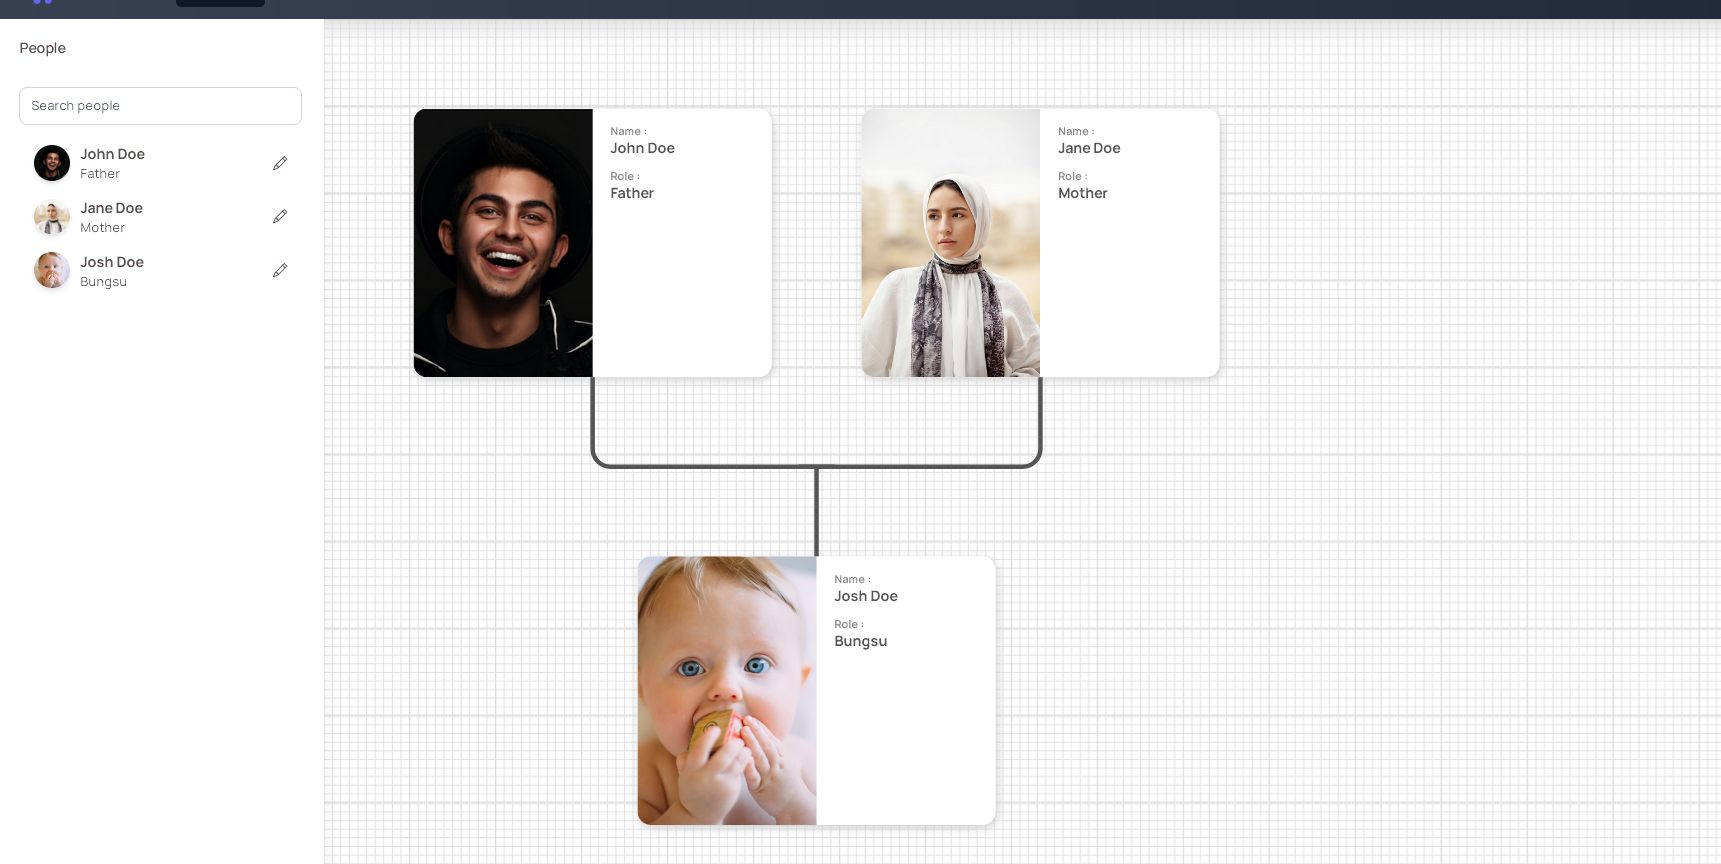 People
Search people
John Doe
Father
Jane Doe
Mother
Josh Doe
Bungsu
Name :
John Doe
Role :
Father
Name :
Jane Doe
Role :
Mother
Name :
Josh Doe
Role :
Bungsu